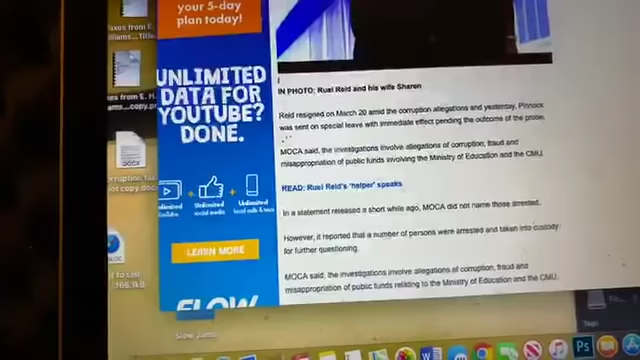 your 5-day
plan today!
UNLIMITED
DATA FOR
YOUTUBE?
DONE.
Unlimited
social media
LEARN MORE
FLOW
IN PHOTO: Ruel Reid and his wife Sharen
Reid resigned on March 20 amid the corruption allegations and yesterday, Pinnock
was sent on special leave with immediate effect pending the outcome of the probe.
MOCA said, the investigations involve allegations of corruption, fraud and
misappropriation of public funds involving the Ministry of Education and the CMU.
READ: Ruel Reid's 'helper' speaks
In a statement released a short while ago, MOCA did not name those arrested.
However, it reported that a number of persons were arrested and taken into custody
for further questioning.
MOCA said, the investigations involve allegations of corruption, fraud and
misappropriation of public funds relating to the Ministry of Education and the CMU.
DOCX
Slow Jams
Tags
W
Ps